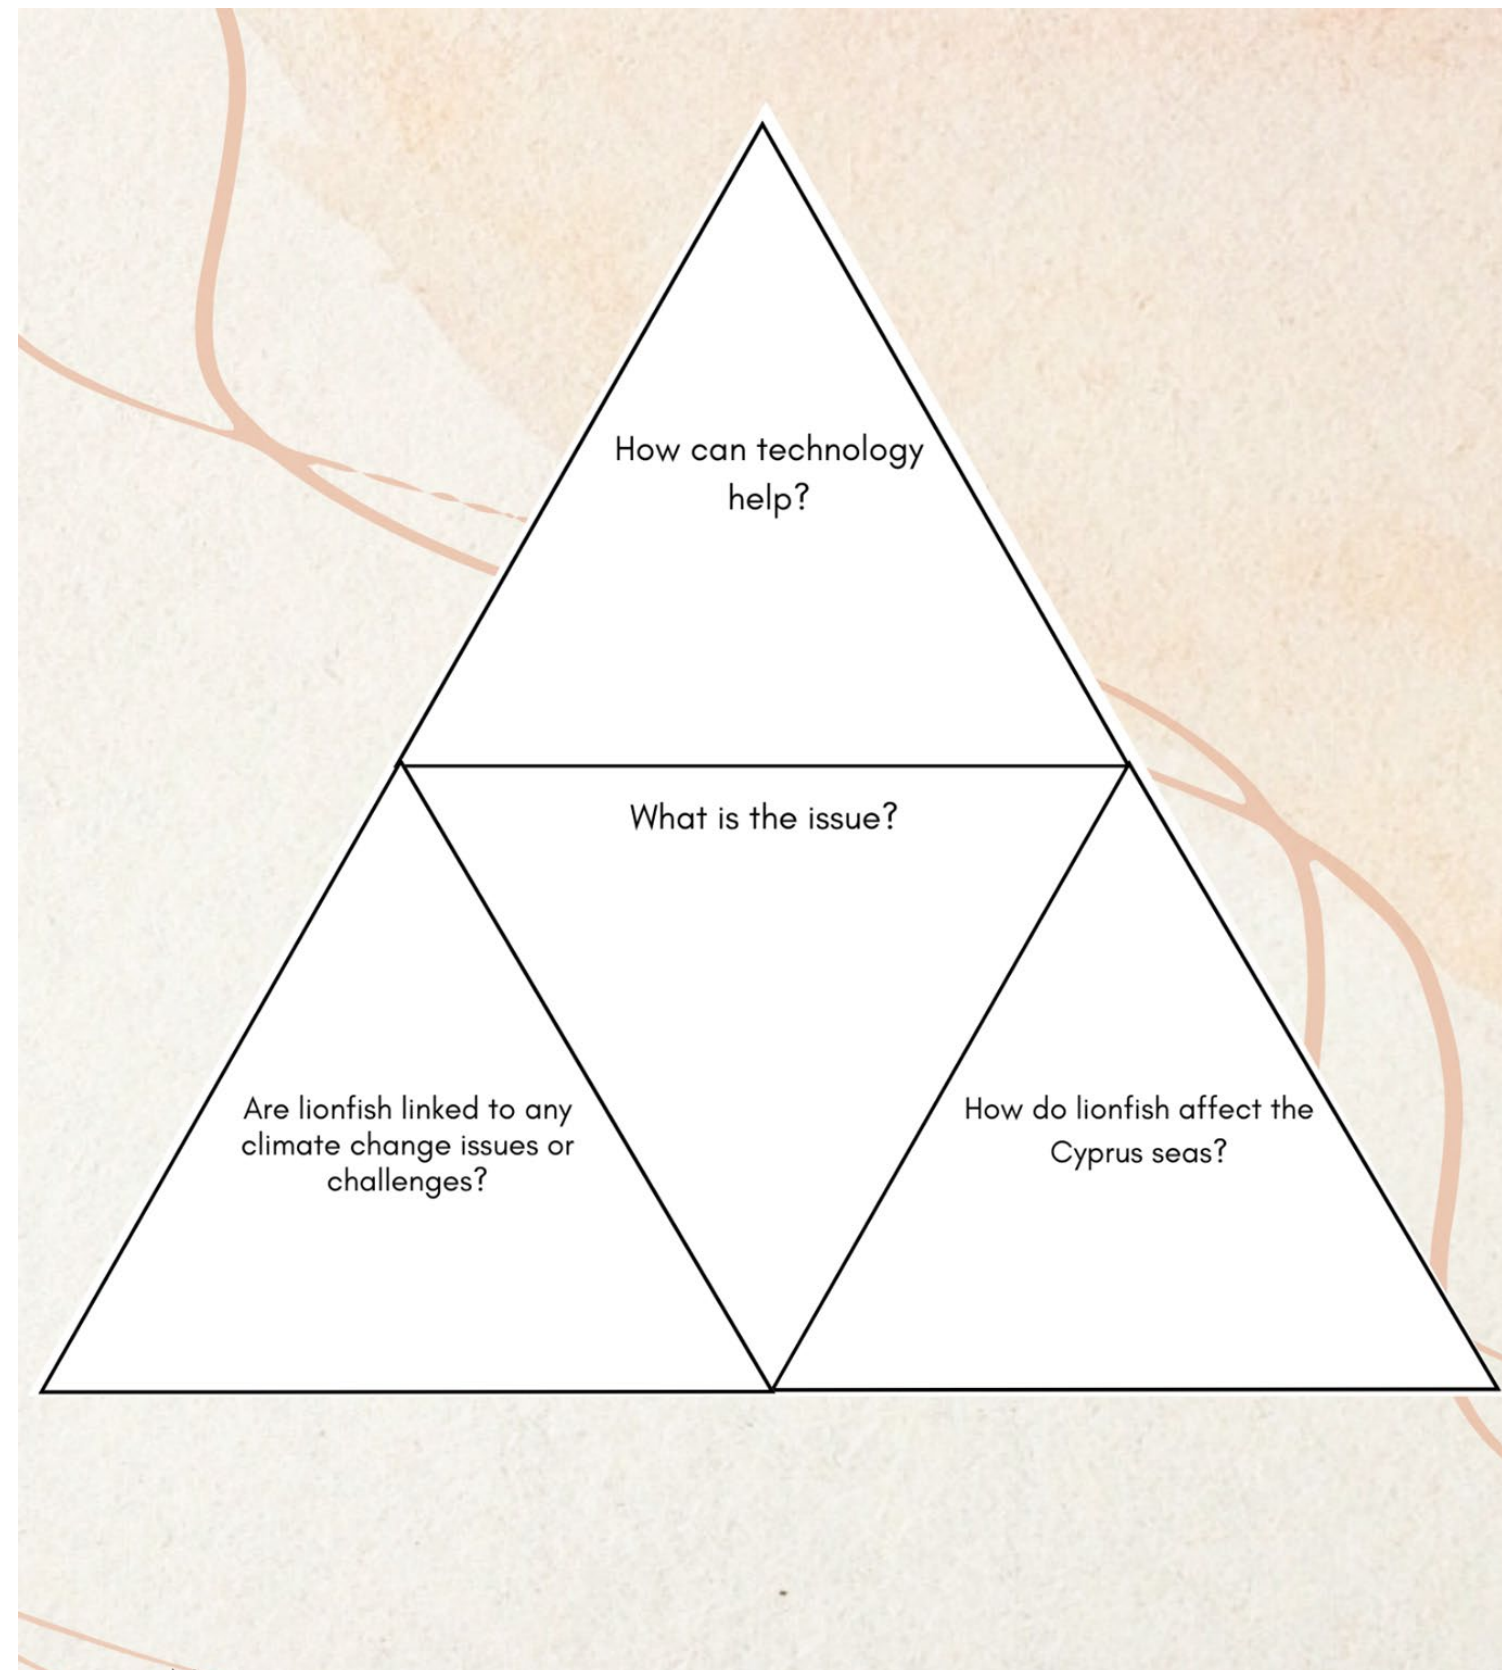 How can technology
help?
What is the issue?
Are lionfish linked to any
climate change issues or
challenges?
How do lionfish affect the
Cyprus seas?